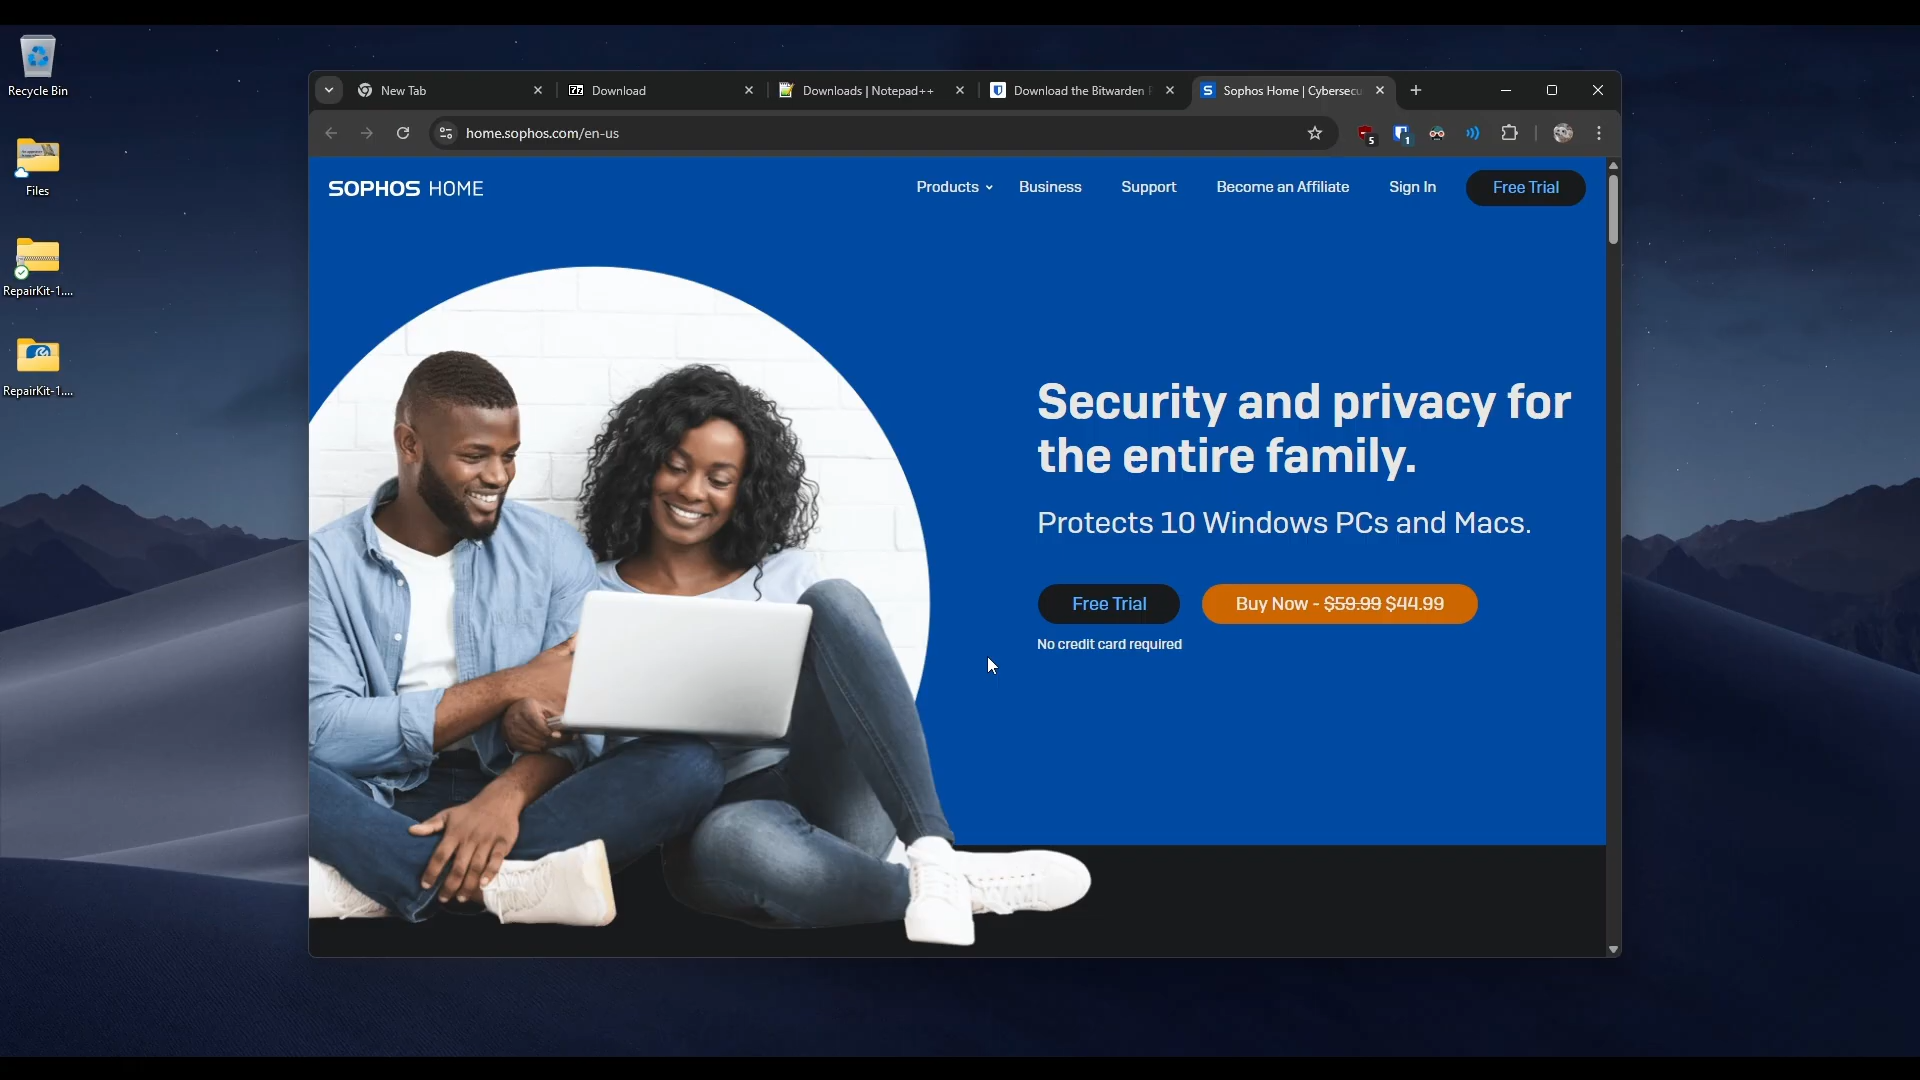 Recycle Bin
Files
RepairKit-1....
RepairKit-1....
New Tab
Download
Downloads | Notepad++
Download the Bitwarden
Sophos Home | Cybersecu
home.sophos.com/en-us
5
1
SOPHOS HOME
Products
Business
Support
Become an Affiliate
Sign In
Free Trial
Security and privacy for
the entire family.
Protects 10 Windows PCs and Macs.
Free Trial
Buy Now - $59.99 $44.99
No credit card required